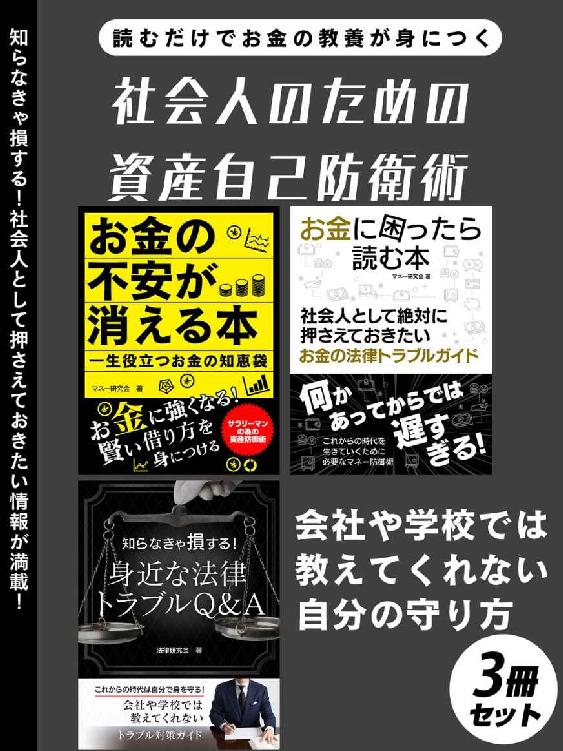 読むだけでお金の教養が身につく
社会人のための
資産自己防衛術
知らなきゃ損する！社会人として押さえておきたい情報が満載！
お金の
不安が
消える本
一生役立つお金の知恵袋
マネー研究会 著
お金に強くなる！
賢い借り方を
身につける
サラリーマン
の為の
資産防衛術
お金に困ったら
読む本
マネー研究会 著
社会人として絶対に
押さえておきたい
お金の法律トラブルガイド
何か
あってからでは
遅す
ぎる！
これからの時代を
生きていくために
必要なマネー防御術
知らなきゃ損する！
身近な法律
トラブルQ&A
法律研究会 著
これからの時代は自分で身を守る！
会社や学校では
教えてくれない
トラブル対策ガイド
会社や学校では
教えてくれない
自分の守り方
3冊
セット